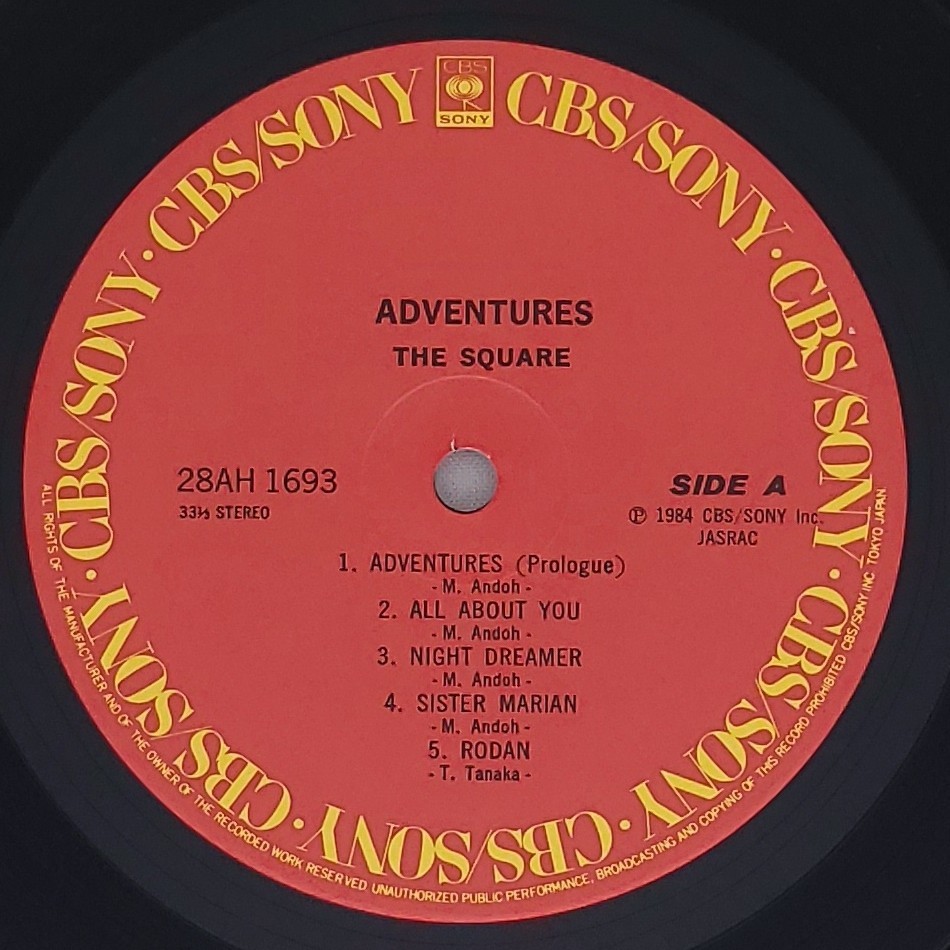 CBS
SONY
CBS/SONY · CBS/SONY · CBS/SONY · CBS/SONY · CBS/SONY · CBS/SONY · CBS/SONY · CBS/SONY
ADVENTURES
THE SQUARE
28AH 1693
33⅓ STEREO
SIDE A
Ⓟ 1984 CBS/SONY Inc.
JASRAC
1. ADVENTURES (Prologue)
- M. Andoh -
2. ALL ABOUT YOU
- M. Andoh -
3. NIGHT DREAMER
- M. Andoh -
4. SISTER MARIAN
- M. Andoh -
5. RODAN
- T. Tanaka -
ALL RIGHTS OF THE MANUFACTURER AND OF THE OWNER OF THE RECORDED WORK RESERVED. UNAUTHORIZED PUBLIC PERFORMANCE, BROADCASTING AND COPYING OF THIS RECORD PROHIBITED CBS/SONY INC TOKYO JAPAN